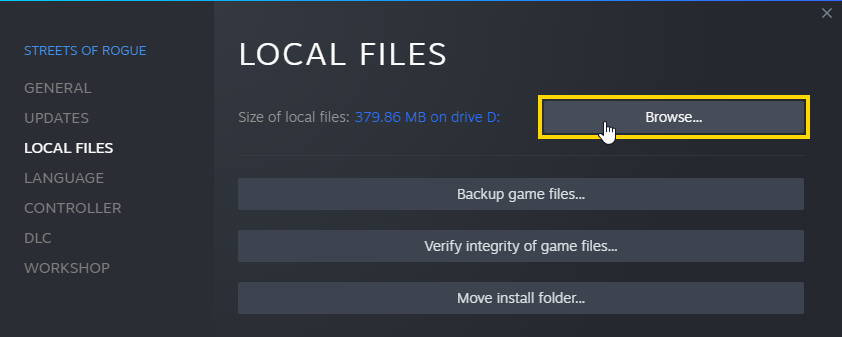 STREETS OF ROGUE
GENERAL
UPDATES
LOCAL FILES
LANGUAGE
CONTROLLER
DLC
WORKSHOP
LOCAL FILES
Size of local files: 379.86 MB on drive D:
Browse...
Backup game files...
Verify integrity of game files...
Move install folder...